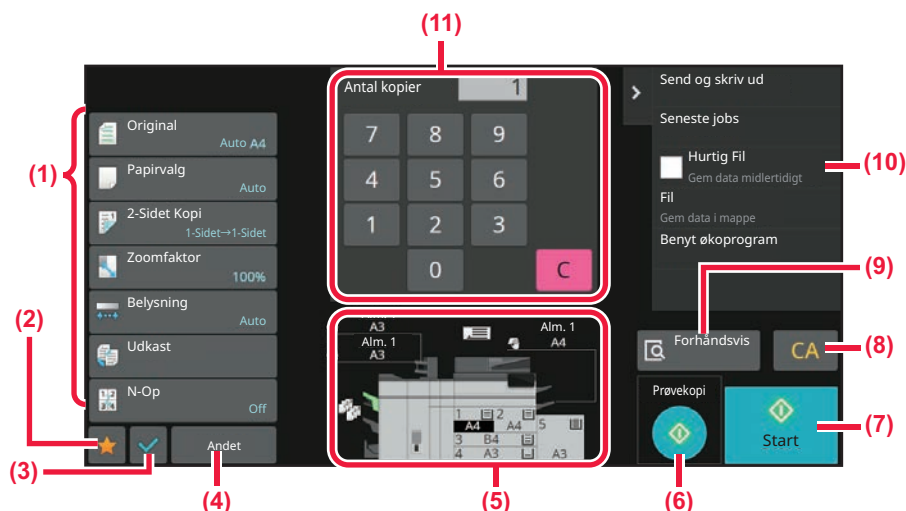 (11)
Antal kopier
1
7 8 9
4 5 6
1 2 3
0 C
(1)
Original
Auto A4
Papirvalg
Auto
2-Sidet Kopi
1-Sidet→1-Sidet
Zoomfaktor
100%
Belysning
Auto
Udkast
N-Op
Off
(2)
(3)
Andet
(4)
A3
Alm. 1
A3
Alm. 1
A4
1 2
A4 A4 5
3 B4
4 A3 A3
(5)
Send og skriv ud
Seneste jobs
Hurtig Fil
Gem data midlertidigt
Fil
Gem data i mappe
Benyt økoprogram
(10)
(9)
Forhåndsvis
CA
(8)
Prøvekopi
(6)
Start
(7)